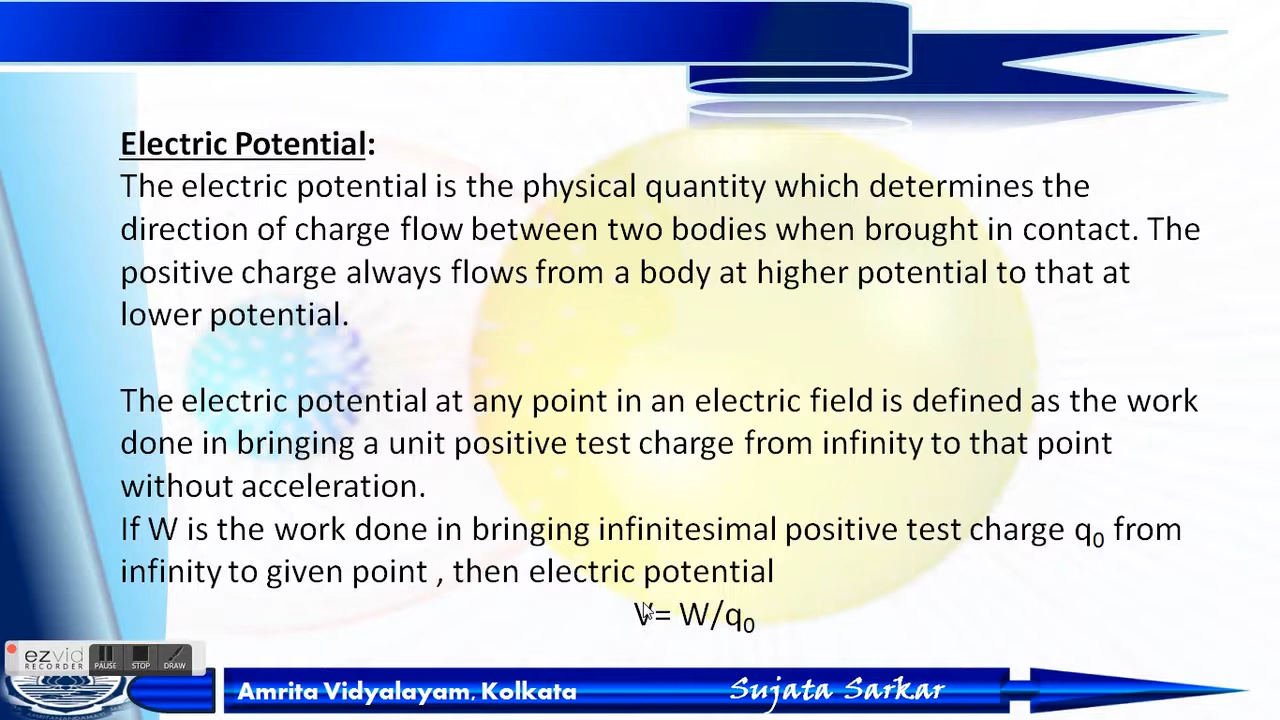 Electric Potential:
The electric potential is the physical quantity which determines the
direction of charge flow between two bodies when brought in contact. The
positive charge always flows from a body at higher potential to that at
lower potential.
The electric potential at any point in an electric field is defined as the work
done in bringing a unit positive test charge from infinity to that point
without acceleration.
If W is the work done in bringing infinitesimal positive test charge q₀ from
infinity to given point , then electric potential
V= W/q₀
ezvid
RECORDER
PAUSE
STOP
DRAW
Amrita Vidyalayam, Kolkata
Sujata Sarkar